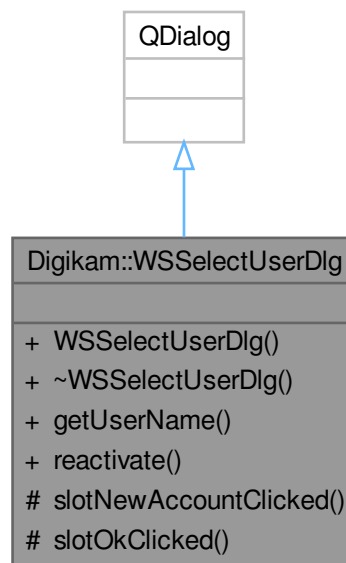 QDialog
Digikam::WSSelectUserDlg
+ WSSelectUserDlg()
+ ~WSSelectUserDlg()
+ getUserName()
+ reactivate()
# slotNewAccountClicked()
# slotOkClicked()